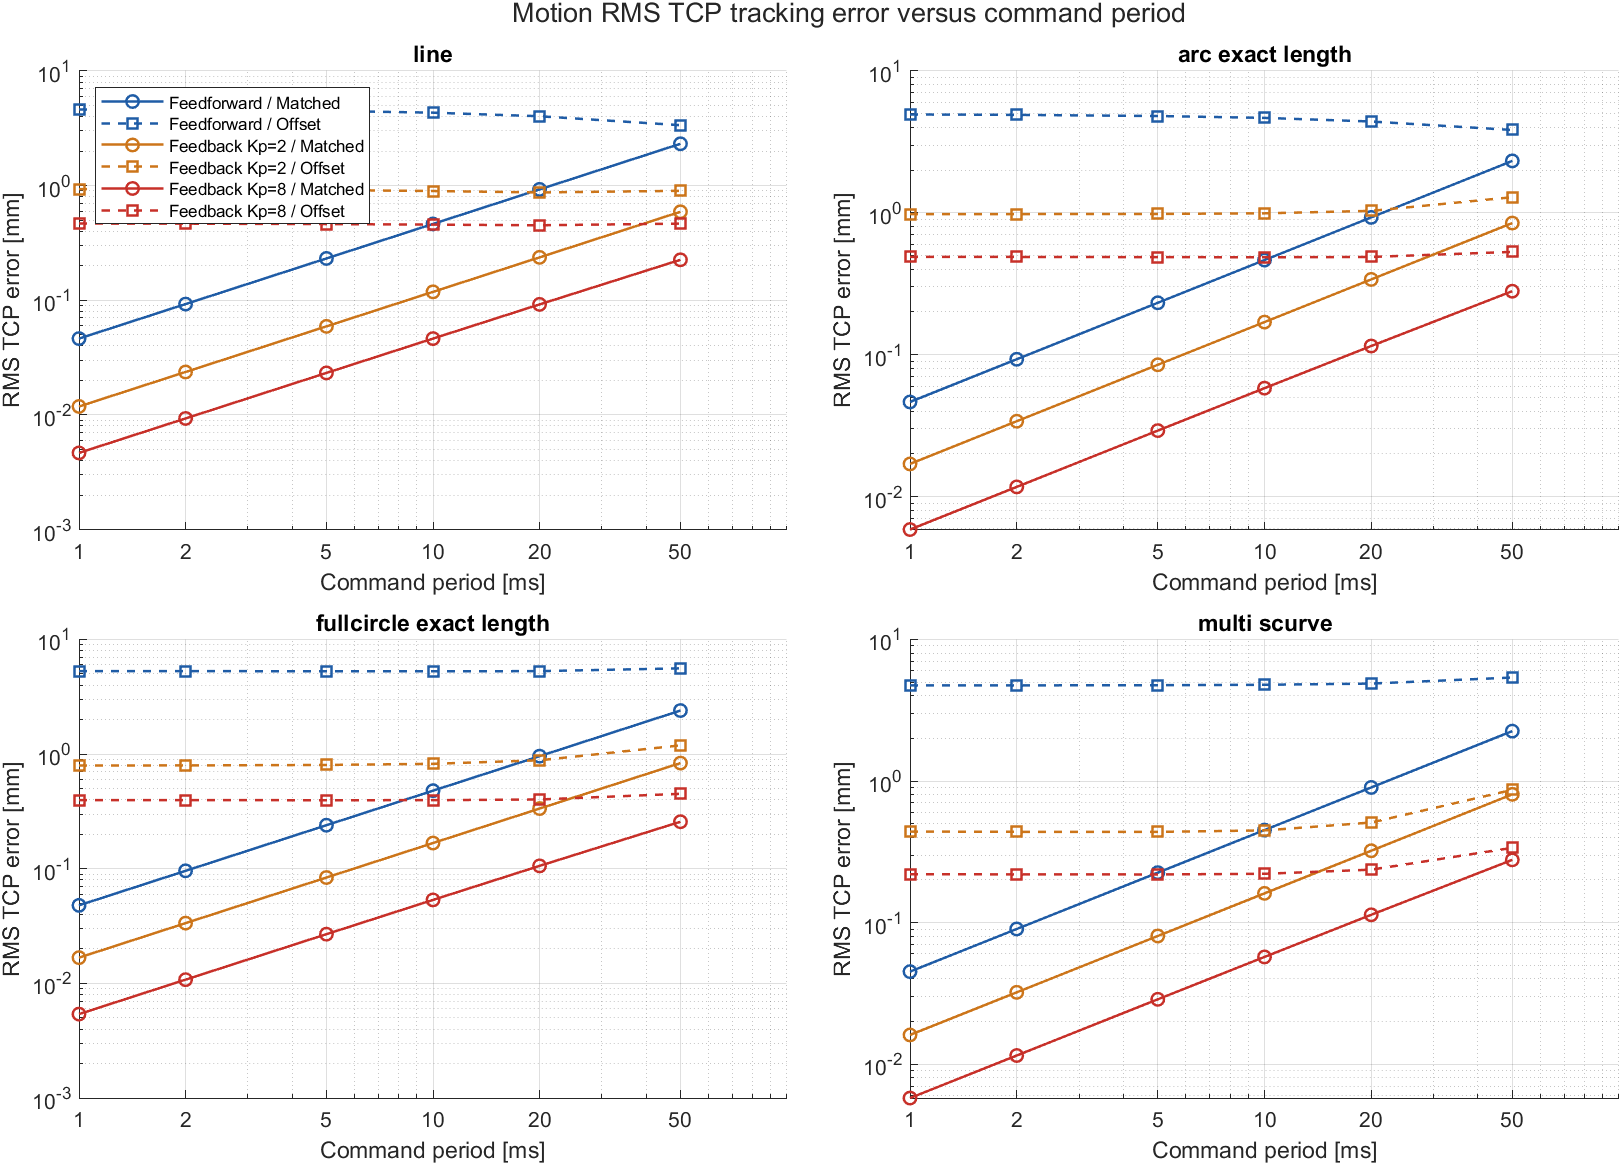 Motion RMS TCP tracking error versus command period
line
RMS TCP error [mm]
10^1
10^0
10^-1
10^-2
10^-3
Feedforward / Matched
Feedforward / Offset
Feedback Kp=2 / Matched
Feedback Kp=2 / Offset
Feedback Kp=8 / Matched
Feedback Kp=8 / Offset
1 2 5 10 20 50
Command period [ms]
arc exact length
RMS TCP error [mm]
10^1
10^0
10^-1
10^-2
1 2 5 10 20 50
Command period [ms]
fullcircle exact length
RMS TCP error [mm]
10^1
10^0
10^-1
10^-2
10^-3
1 2 5 10 20 50
Command period [ms]
multi scurve
RMS TCP error [mm]
10^1
10^0
10^-1
10^-2
1 2 5 10 20 50
Command period [ms]